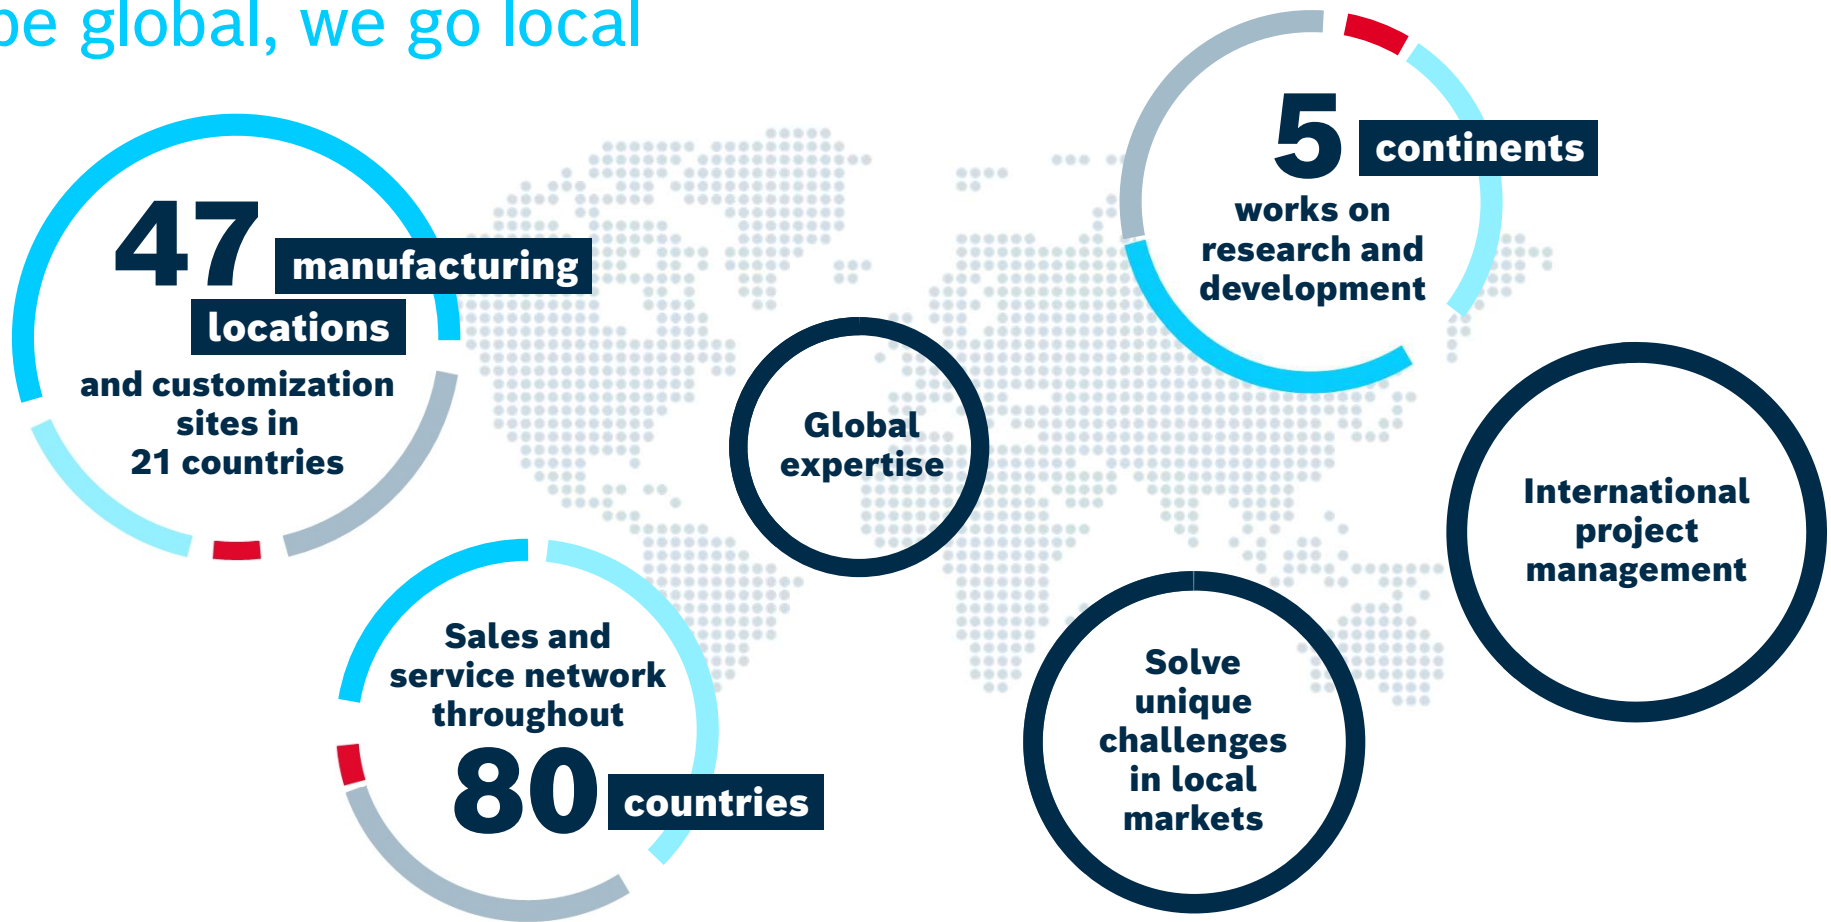 be global, we go local
47 manufacturing
locations
and customization
sites in
21 countries
5 continents
works on
research and
development
Global
expertise
International
project
management
Sales and
service network
throughout
80 countries
Solve
unique
challenges
in local
markets